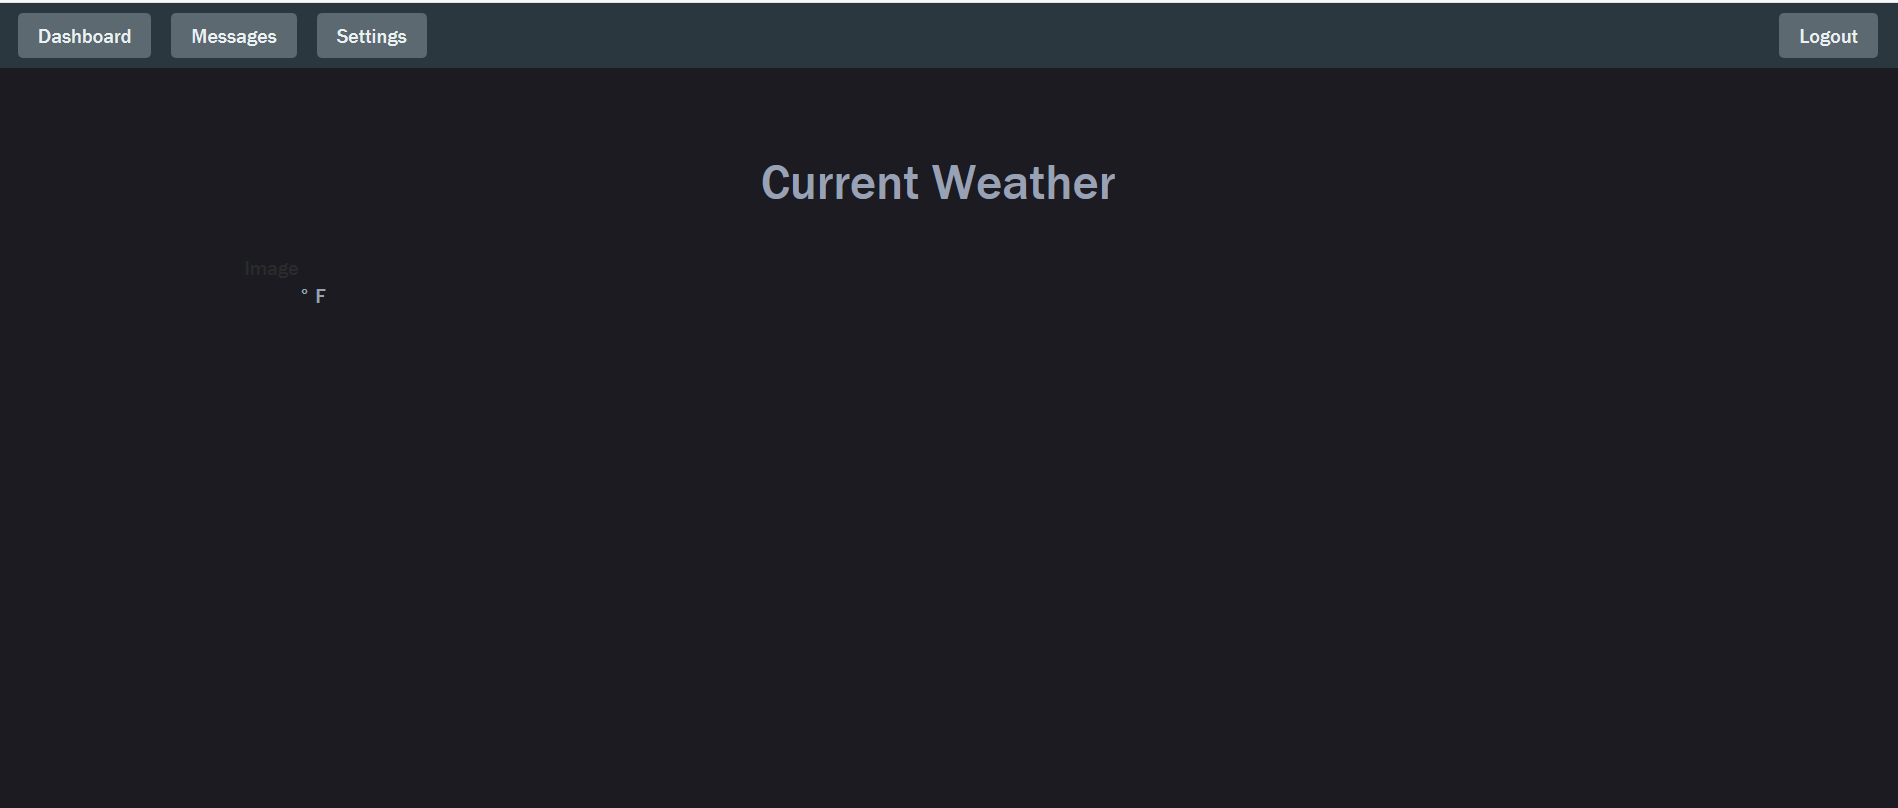 Dashboard Messages Settings Logout
Current Weather
Image
° F